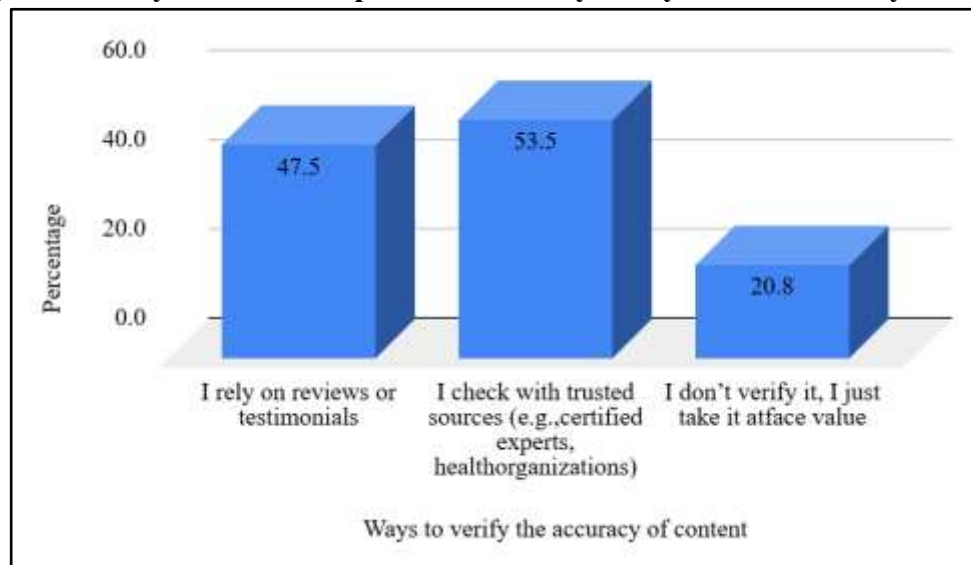 60.0
40.0
20.0
0.0
Percentage
47.5
53.5
20.8
I rely on reviews or
testimonials
I check with trusted
sources (e.g.,certified
experts,
healthorganizations)
I don't verify it, I just
take it atface value
Ways to verify the accuracy of content